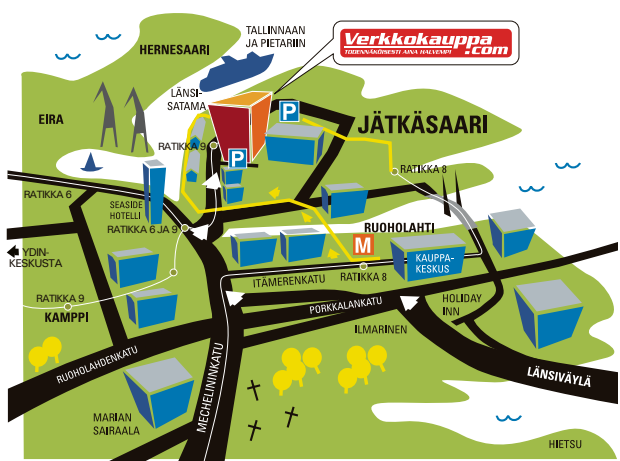 TALLINNAAN
JA PIETARIIN
Verkkokauppa
.com
TODENNÄKÖISESTI AINA HALVEMPI
HERNESAARI
LÄNSI-
SATAMA
EIRA
P
JÄTKÄSAARI
RATIKKA 9
P
RATIKKA 8
RATIKKA 6
SEASIDE
HOTELLI
RATIKKA 6 JA 9
RUOHOLAHTI
M
YDIN-
KESKUSTA
KAUPPA-
KESKUS
RATIKKA 8
ITÄMERENKATU
RATIKKA 9
KAMPPI
PORKKALANKATU
HOLIDAY
INN
ILMARINEN
RUOHOLAHDENKATU
MECHELININKATU
LÄNSIVÄYLÄ
MARIAN
SAIRAALA
HIETSU